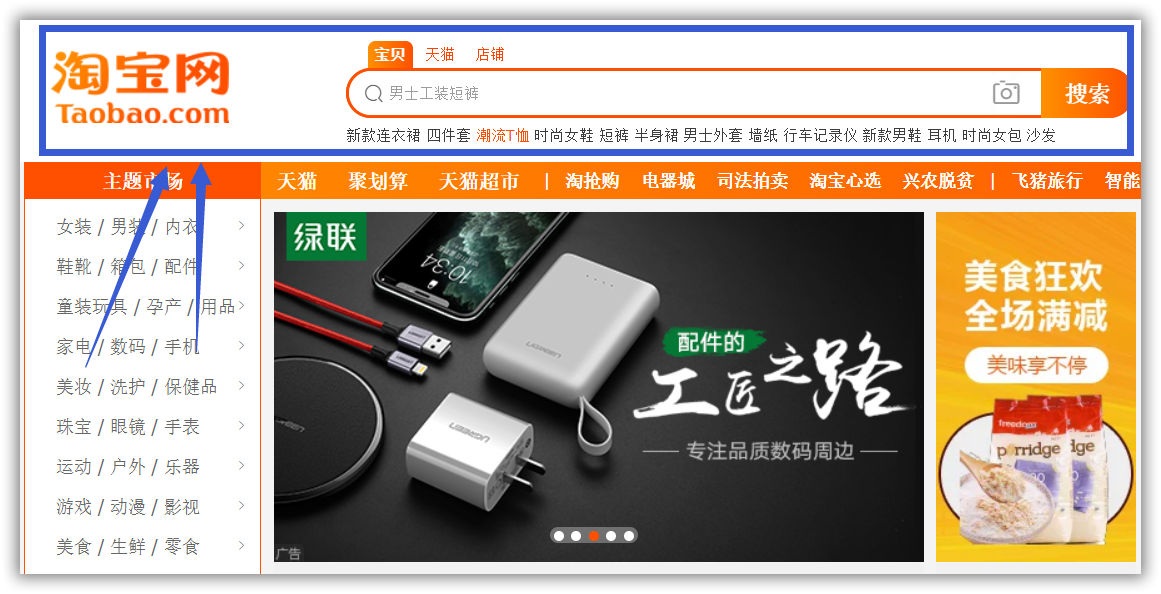 淘宝网
Taobao.com
宝贝 天猫 店铺
男士工装短裤
搜索
新款连衣裙 四件套 潮流T恤 时尚女鞋 短裤 半身裙 男士外套 墙纸 行车记录仪 新款男鞋 耳机 时尚女包 沙发
主题市场
天猫 聚划算 天猫超市 | 淘抢购 电器城 司法拍卖 淘宝心选 兴农脱贫 | 飞猪旅行 智能
女装 / 男装 / 内衣
鞋靴 / 箱包 / 配件
童装玩具 / 孕产 / 用品
家电 / 数码 / 手机
美妆 / 洗护 / 保健品
珠宝 / 眼镜 / 手表
运动 / 户外 / 乐器
游戏 / 动漫 / 影视
美食 / 生鲜 / 零食
绿联
10:34
UGREEN
UGREEN
配件的
工匠之路
专注品质数码周边
广告
美食狂欢
全场满减
美味享不停
freedom
porridge